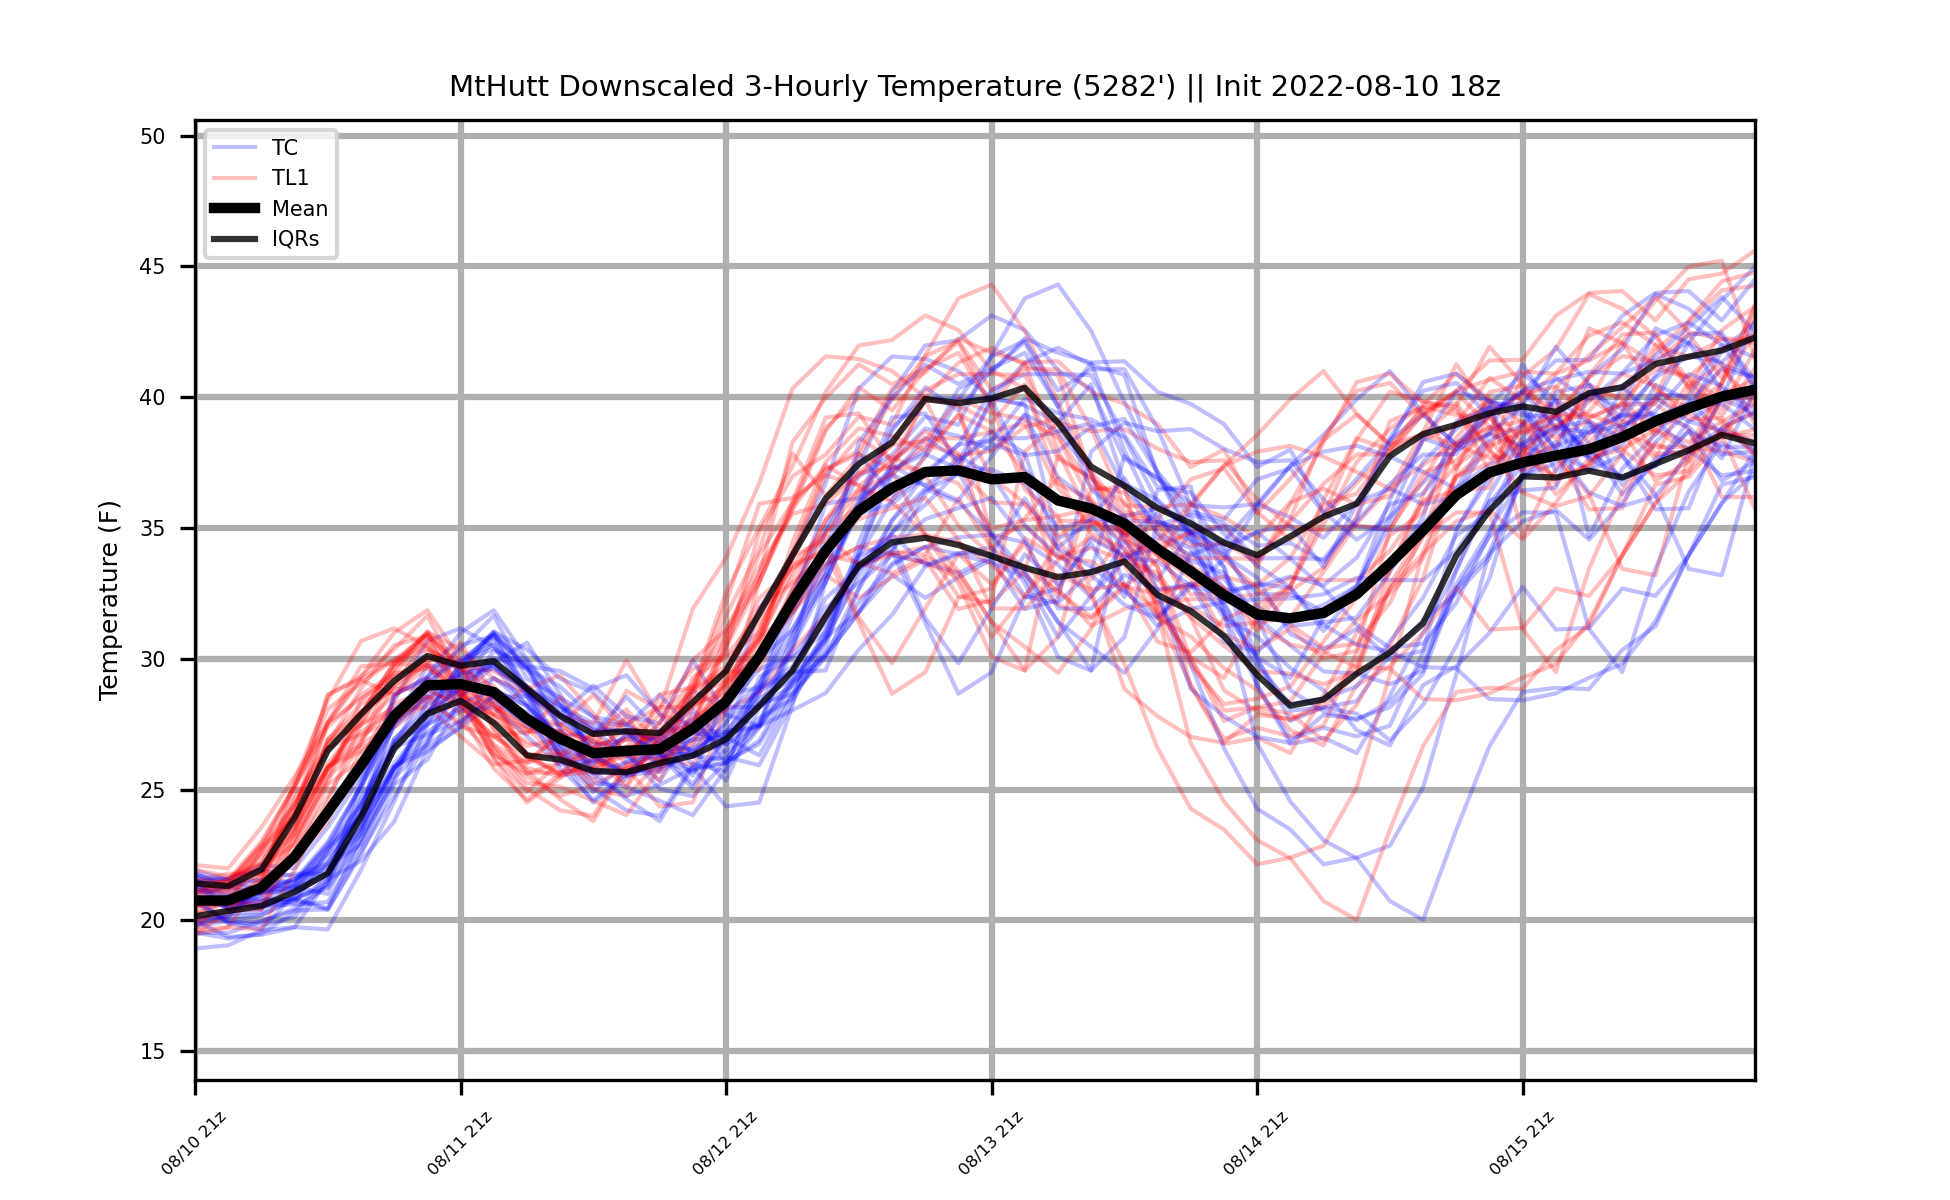 MtHutt Downscaled 3-Hourly Temperature (5282') || Init 2022-08-10 18z
TC
TL1
Mean
IQRs
Temperature (F)
50
45
40
35
30
25
20
15
08/10 21z
08/11 21z
08/12 21z
08/13 21z
08/14 21z
08/15 21z